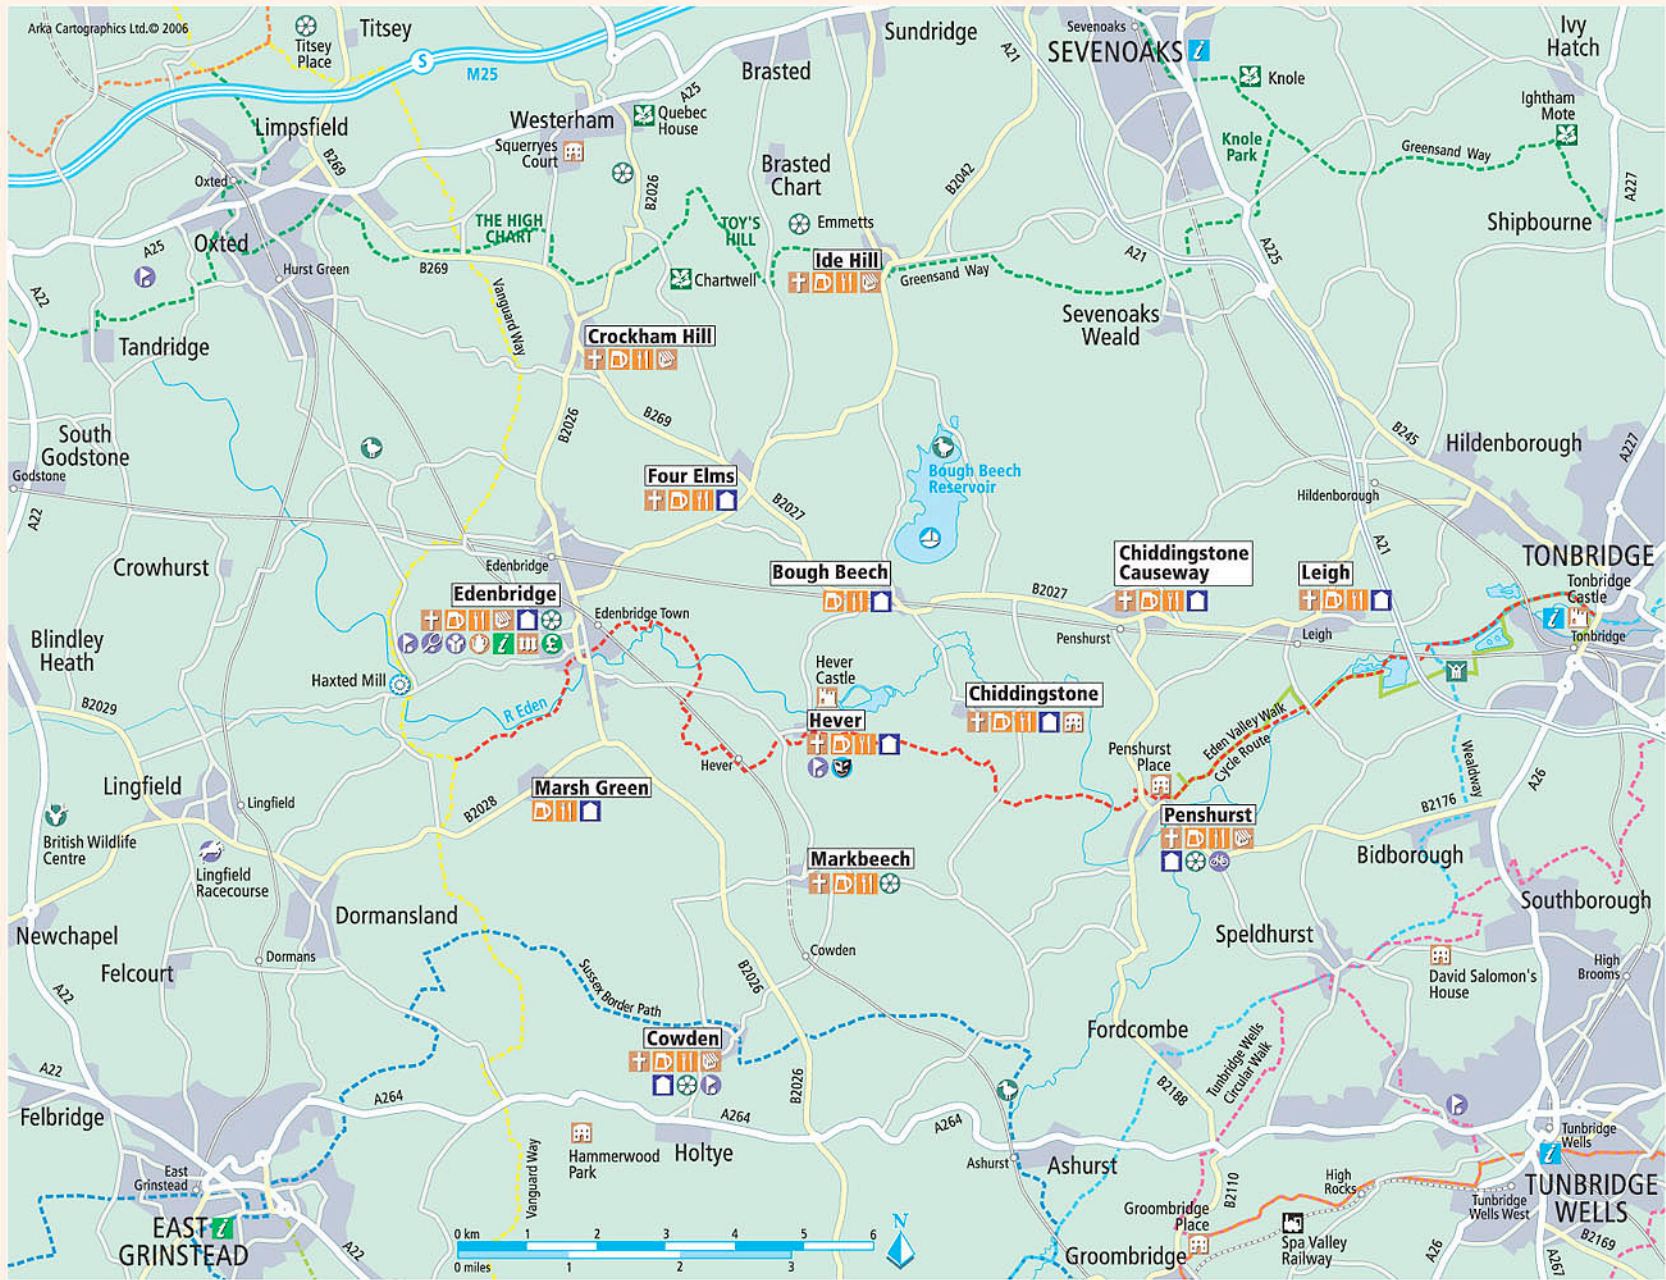 Arka Cartographics Ltd.© 2006
Titsey
Titsey
Place
M25
S
Sundridge
A21
Sevenoaks
SEVENOAKS
Ivy
Hatch
Brasted
Knole
A25
Limpsfield
Westerham
Quebec
House
Ightham
Mote
Squerryes
Court
Knole
Park
Greensand Way
B269
Brasted
Chart
B2042
Oxted
B2026
A227
THE HIGH
CHART
TOY'S
HILL
Emmetts
Shipbourne
A25
Oxted
A21
A225
Ide Hill
B269
Hurst Green
Chartwell
Greensand Way
A22
Vanguard Way
Sevenoaks
Weald
Crockham Hill
Tandridge
B2026
B269
South
Godstone
B245
Hildenborough
A227
Godstone
Four Elms
Bough Beech
Reservoir
Hildenborough
A22
B2027
A21
Crowhurst
Edenbridge
TONBRIDGE
Chiddingstone
Causeway
Bough Beech
Leigh
Tonbridge
Castle
Edenbridge
B2027
Edenbridge Town
Blindley
Heath
Penshurst
Leigh
Tonbridge
Haxted Mill
Hever
Castle
Chiddingstone
B2029
R Eden
Hever
Eden Valley Walk
Cycle Route
Penshurst
Place
Hever
Wealdway
A26
Lingfield
Marsh Green
Lingfield
B2028
B2176
Penshurst
British Wildlife
Centre
Bidborough
Markbeech
Lingfield
Racecourse
Southborough
Dormansland
Newchapel
Speldhurst
Cowden
Dormans
Felcourt
High
Brooms
B2026
David Salomon's
House
A22
Sussex Border Path
Fordcombe
Cowden
Tunbridge Wells
Circular Walk
A22
B2026
B2188
A264
Felbridge
A264
A264
Tunbridge
Wells
Vanguard Way
Hammerwood
Park
Holtye
Ashurst
Ashurst
East
Grinstead
High
Rocks
B2110
TUNBRIDGE
WELLS
Tunbridge
Wells West
Groombridge
Place
EAST
GRINSTEAD
N
0 km 1 2 3 4 5 6
0 miles 1 2 3
Spa Valley
Railway
B2169
A22
Groombridge
A26
A267